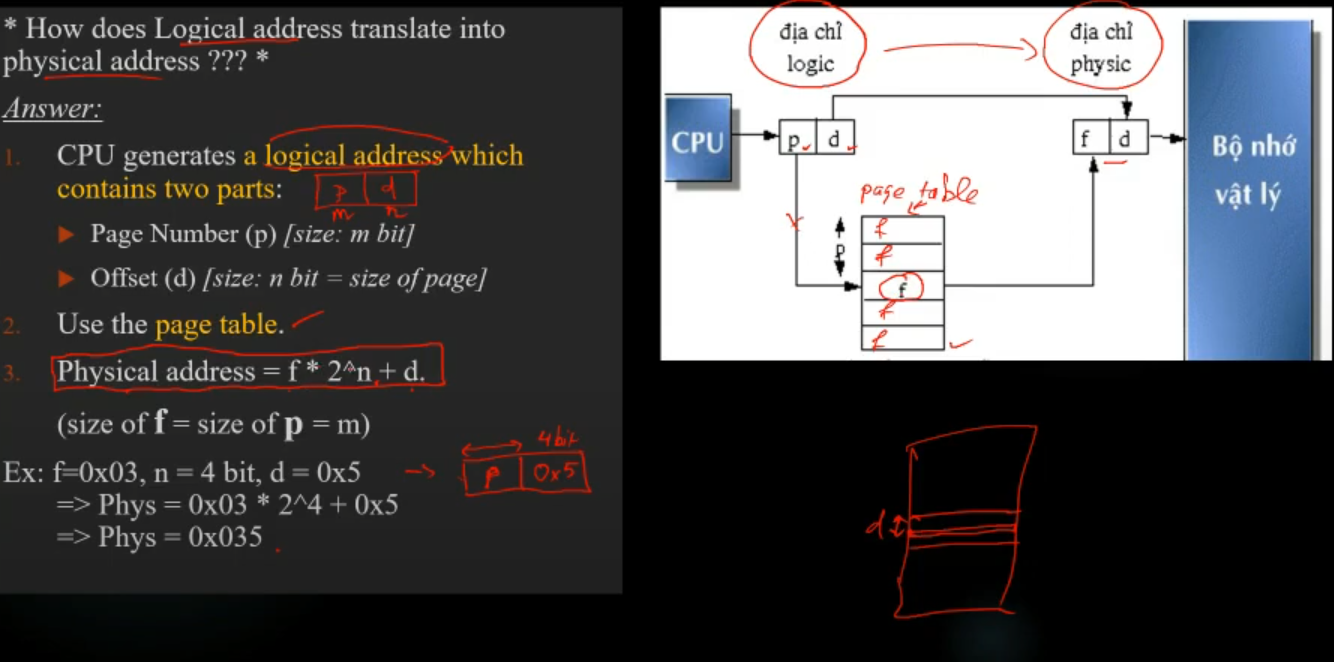 * How does Logical address translate into
physical address ??? *
Answer:
1. CPU generates a logical address which
contains two parts:
p d
m n
Page Number (p) [size: m bit]
Offset (d) [size: n bit = size of page]
2. Use the page table.
3. Physical address = f * 2^n + d.
(size of f = size of p = m)
Ex: f=0x03, n = 4 bit, d = 0x5
=> Phys = 0x03 * 2^4 + 0x5
=> Phys = 0x035
4 bit
p 0x5
địa chỉ
logic
địa chỉ
physic
CPU
p d
f d
Bộ nhớ
vật lý
page table
p
f
f
f
f
f
d